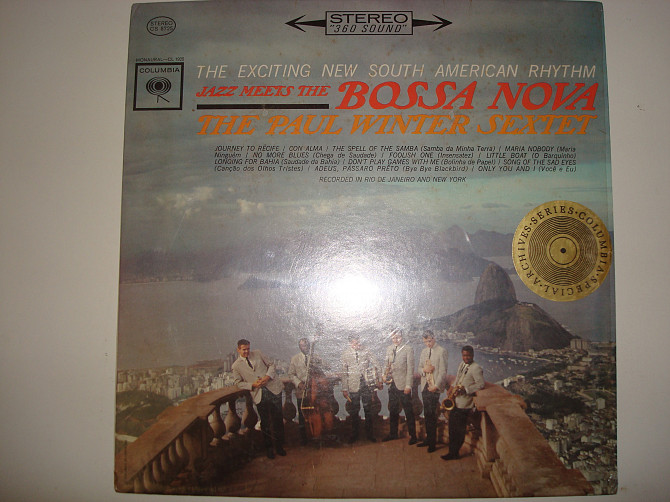 STEREO
"360 SOUND"
STEREO
MONAURAL—CL
COLUMBIA
THE EXCITING NEW SOUTH AMERICAN RHYTHM
JAZZ MEETS THE BOSSA NOVA
THE PAUL WINTER SEXTET
JOURNEY TO RECIFE / CON ALMA / THE SPELL OF THE SAMBA (Samba da Minha Terra) / MARIA NOBODY (Maria
Ninguém) / NO MORE BLUES (Chega de Saudade) / FOOLISH ONE (Insensatez) / LITTLE BOAT (O Barquinho)
LONGING FOR BAHIA (Saudade da Bahia) / DON'T PLAY GAMES WITH ME (Bolinha de Papel) / SONG OF THE SAD EYES
(Canção dos Olhos Tristes) / ADEUS, PASSARO PRETO (Bye Bye Blackbird) / ONLY YOU AND I (Você e Eu)
RECORDED IN RIO DE JANEIRO AND NEW YORK
COLUMBIA·SPECIAL·ARCHIVES·SERIES·